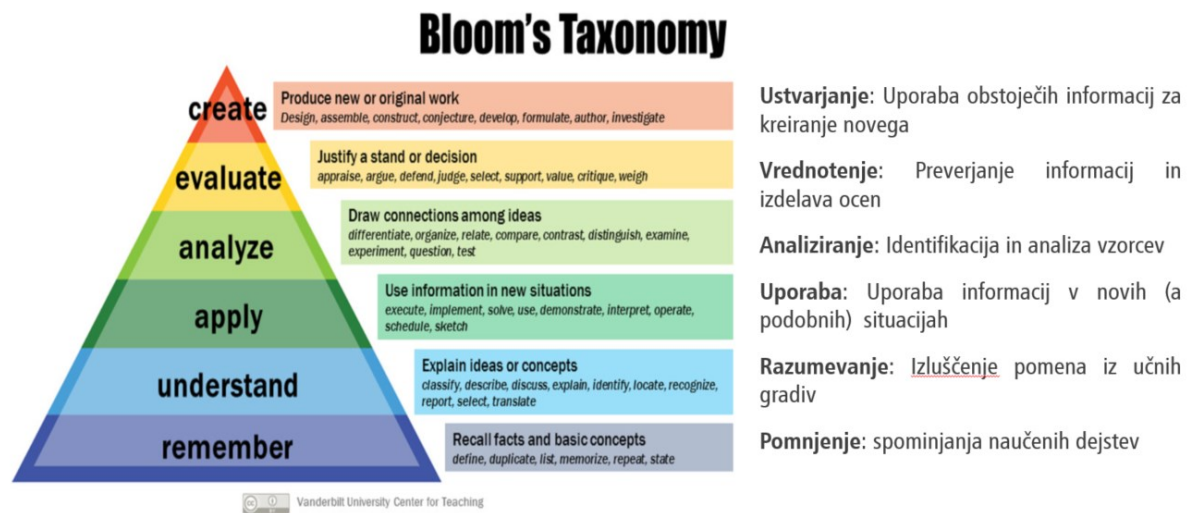 Bloom's Taxonomy
create
Produce new or original work
Design, assemble, construct, conjecture, develop, formulate, author, investigate
evaluate
Justify a stand or decision
appraise, argue, defend, judge, select, support, value, critique, weigh
analyze
Draw connections among ideas
differentiate, organize, relate, compare, contrast, distinguish, examine,
experiment, question, test
apply
Use information in new situations
execute, implement, solve, use, demonstrate, interpret, operate,
schedule, sketch
understand
Explain ideas or concepts
classify, describe, discuss, explain, identify, locate, recognize,
report, select, translate
remember
Recall facts and basic concepts
define, duplicate, list, memorize, repeat, state
Vanderbilt University Center for Teaching
Ustvarjanje: Uporaba obstoječih informacij za
kreiranje novega
Vrednotenje: Preverjanje informacij in
izdelava ocen
Analiziranje: Identifikacija in analiza vzorcev
Uporaba: Uporaba informacij v novih (a
podobnih) situacijah
Razumevanje: Izluščenje pomena iz učnih
gradiv
Pomnjenje: spominjanja naučenih dejstev